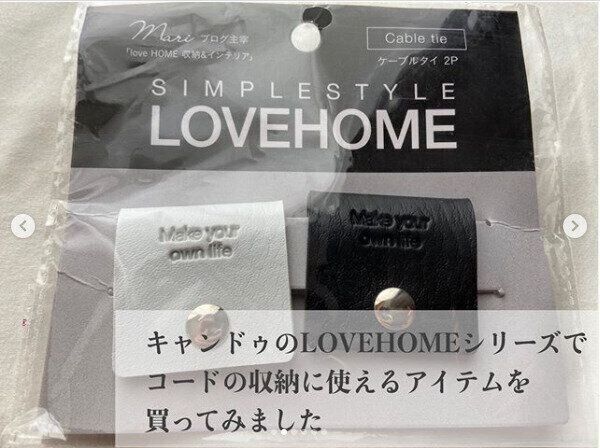 Mari ブログ主宰
「love HOME 収納&インテリア」
Cable tie
ケーブルタイ 2P
SIMPLESTYLE
LOVEHOME
Make your
own life
Make your
own life
キャンドゥのLOVEHOMEシリーズで
コードの収納に使えるアイテムを
買ってみました